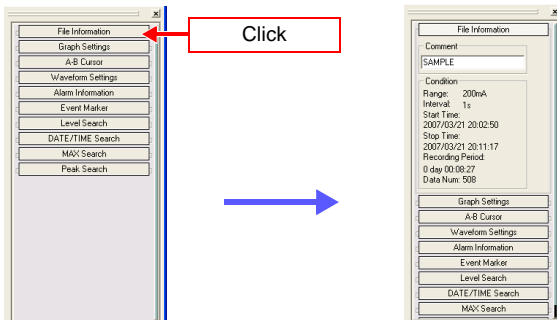 File Information
Graph Settings
A-B Cursor
Waveform Settings
Alarm Information
Event Marker
Level Search
DATE/TIME Search
MAX Search
Peak Search
Click
File Information
Comment
SAMPLE
Condition
Range: 200mA
Interval: 1s
Start Time:
2007/03/21 20:02:50
Stop Time:
2007/03/21 20:11:17
Recording Period:
0 day 00:08:27
Data Num: 508
Graph Settings
A-B Cursor
Waveform Settings
Alarm Information
Event Marker
Level Search
DATE/TIME Search
MAX Search